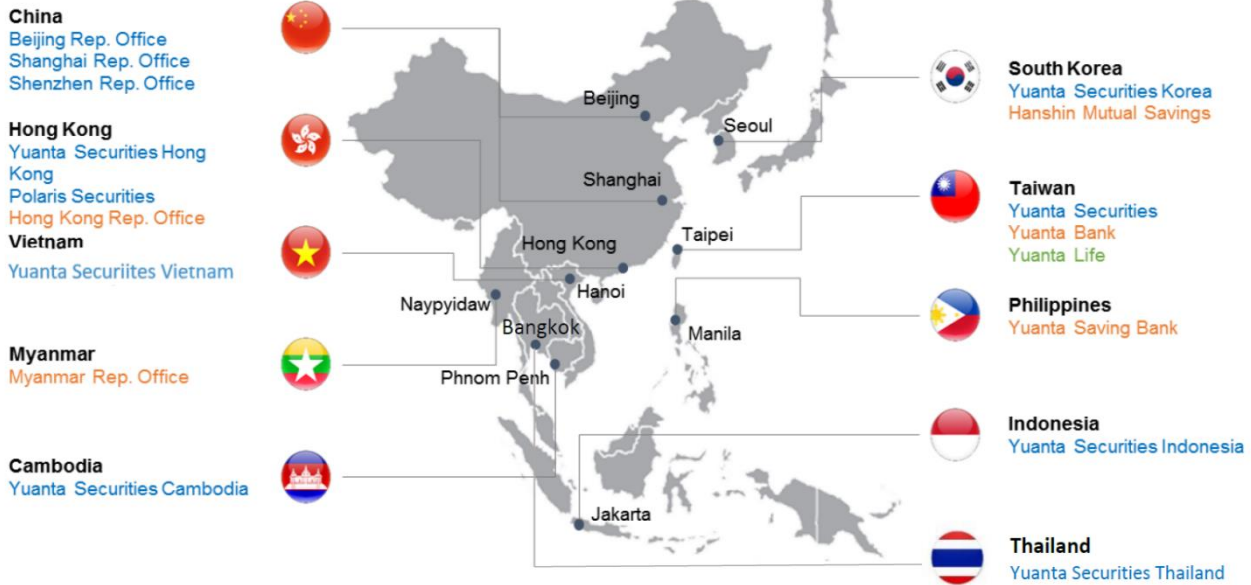 China
Beijing Rep. Office
Shanghai Rep. Office
Shenzhen Rep. Office
Hong Kong
Yuanta Securities Hong
Kong
Polaris Securities
Hong Kong Rep. Office
Vietnam
Yuanta Securiites Vietnam
Myanmar
Myanmar Rep. Office
Cambodia
Yuanta Securities Cambodia
Beijing
Seoul
Shanghai
Taipei
Hong Kong
Hanoi
Naypyidaw
Bangkok
Manila
Phnom Penh
Jakarta
South Korea
Yuanta Securities Korea
Hanshin Mutual Savings
Taiwan
Yuanta Securities
Yuanta Bank
Yuanta Life
Philippines
Yuanta Saving Bank
Indonesia
Yuanta Securities Indonesia
Thailand
Yuanta Securities Thailand